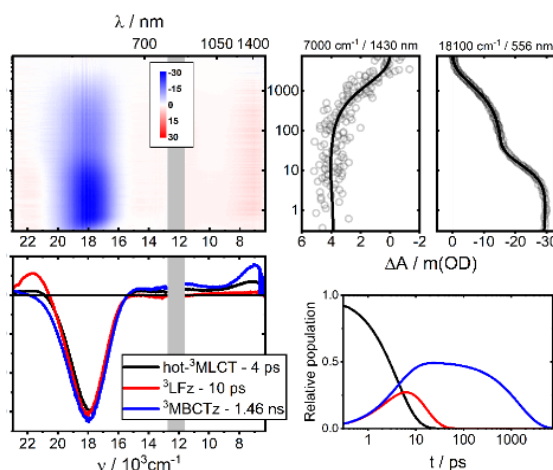 λ / nm
700 1050 1400
7000 cm⁻¹ / 1430 nm 18100 cm⁻¹ / 556 nm
-30
-15
0
15
30
1000
100
10
1
22 20 18 16 14 12 10 8
6 4 2 0 -2 0 -10 -20 -30
ΔA / m(OD)
hot-³MLCT - 4 ps
³LFz - 10 ps
³MBCTz - 1.46 ns
22 20 18 16 14 12 10 8
ν / 10³cm⁻¹
Relative population
1.0
0.5
0.0
1 10 100 1000
t / ps